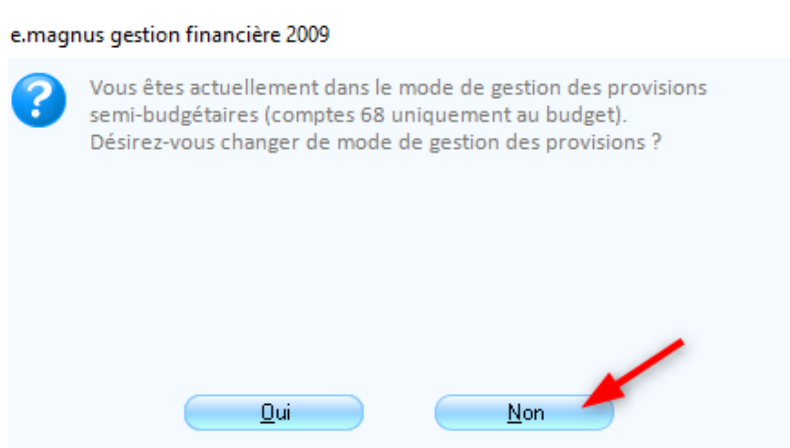 e.magnus gestion financière 2009
Vous êtes actuellement dans le mode de gestion des provisions
semi-budgétaires (comptes 68 uniquement au budget).
Désirez-vous changer de mode de gestion des provisions ?
Oui
Non